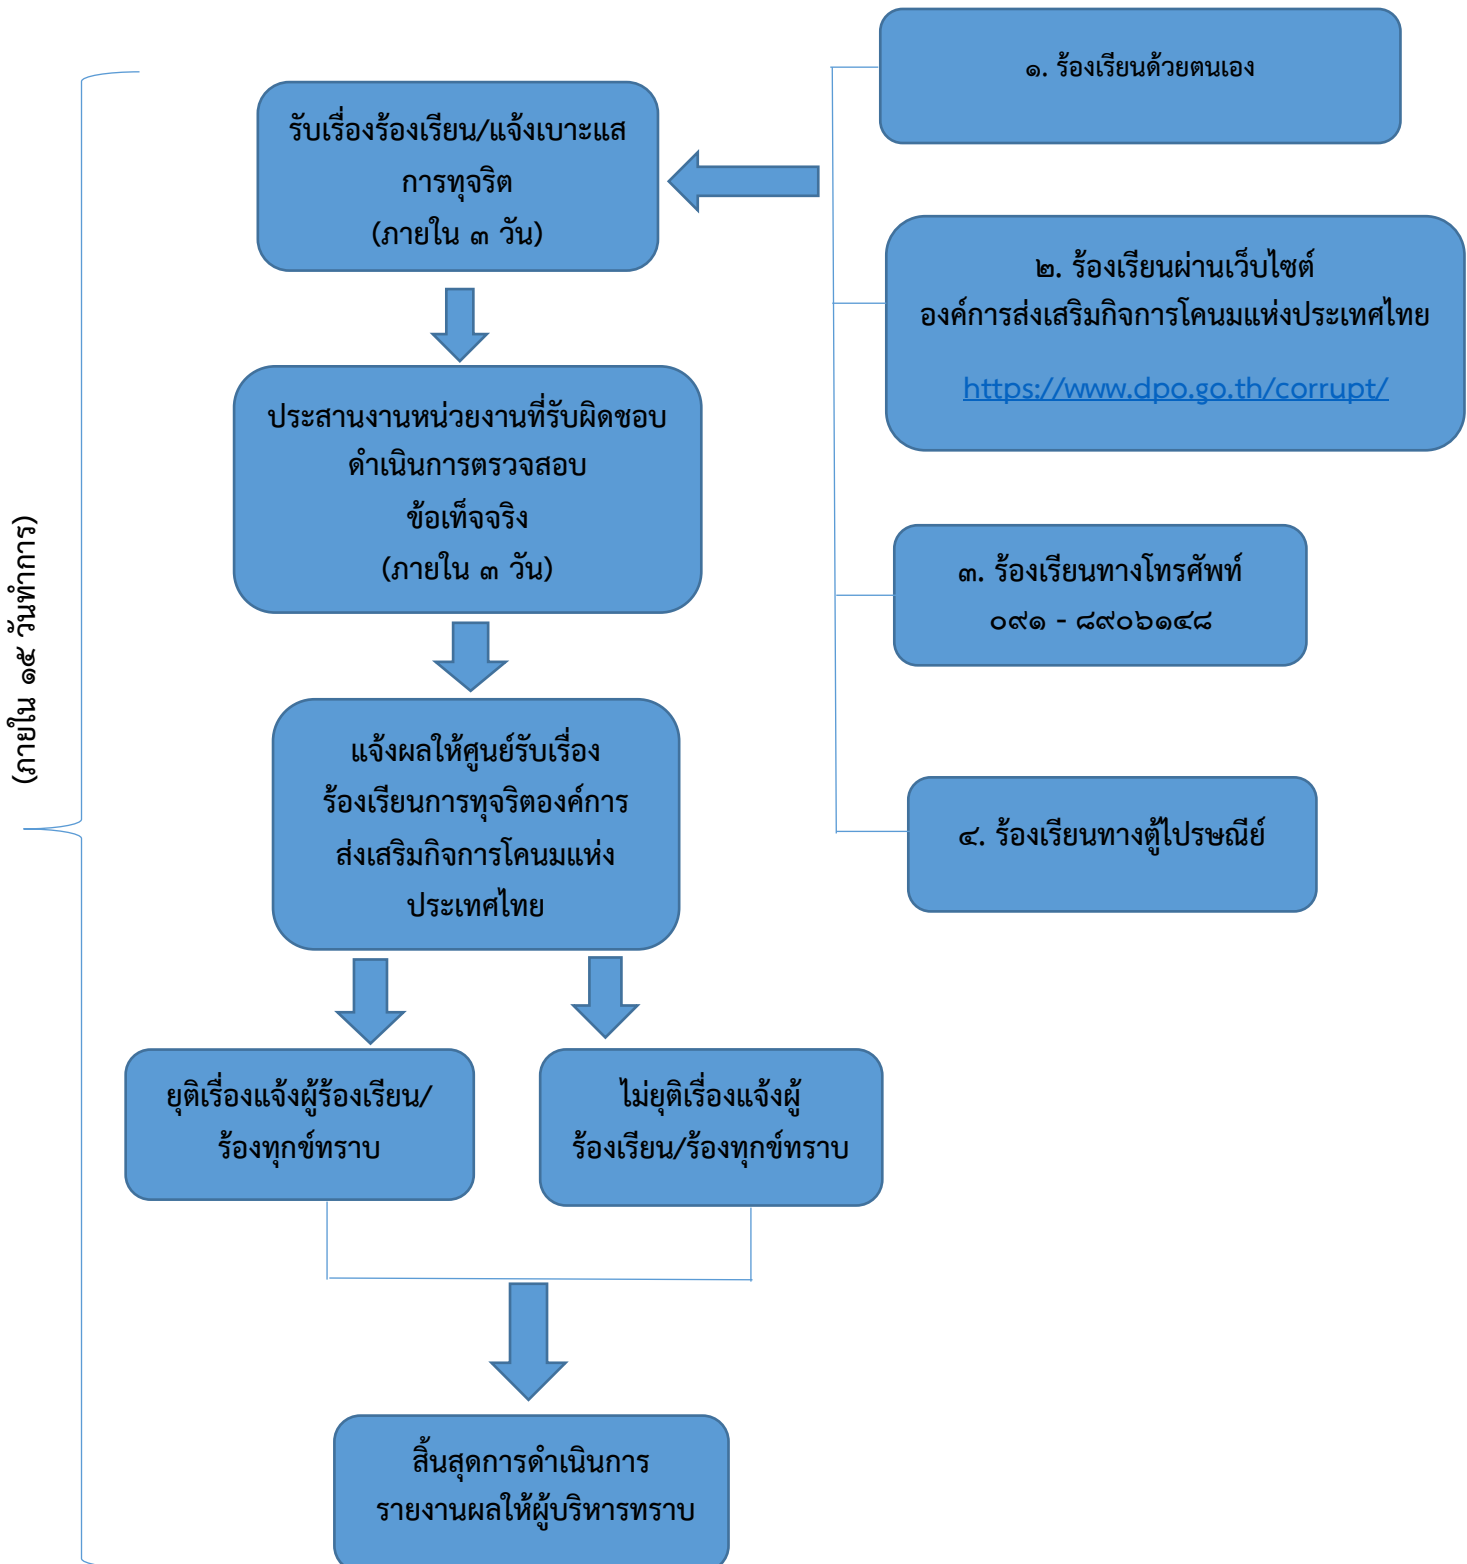 (ภายใน ๑๕ วันทำการ)
รับเรื่องร้องเรียน/แจ้งเบาะแส
การทุจริต
(ภายใน ๓ วัน)
ประสานงานหน่วยงานที่รับผิดชอบ
ดำเนินการตรวจสอบ
ข้อเท็จจริง
(ภายใน ๓ วัน)
แจ้งผลให้ศูนย์รับเรื่อง
ร้องเรียนการทุจริตองค์การ
ส่งเสริมกิจการโคนมแห่ง
ประเทศไทย
ยุติเรื่องแจ้งผู้ร้องเรียน/
ร้องทุกข์ทราบ
ไม่ยุติเรื่องแจ้งผู้
ร้องเรียน/ร้องทุกข์ทราบ
สิ้นสุดการดำเนินการ
รายงานผลให้ผู้บริหารทราบ
๑. ร้องเรียนด้วยตนเอง
๒. ร้องเรียนผ่านเว็บไซต์
องค์การส่งเสริมกิจการโคนมแห่งประเทศไทย
https://www.dpo.go.th/corrupt/
๓. ร้องเรียนทางโทรศัพท์
๐๙๑ - ๘๙๐๖๑๔๘
๔. ร้องเรียนทางตู้ไปรษณีย์